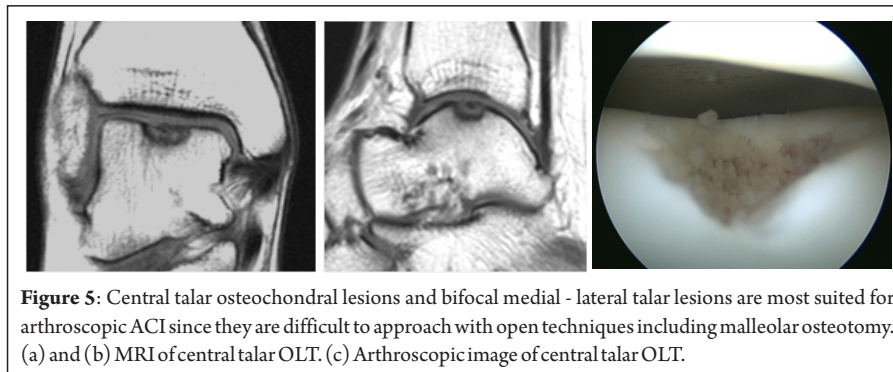 Figure 5: Central talar osteochondral lesions and bifocal medial - lateral talar lesions are most suited for
arthroscopic ACI since they are difficult to approach with open techniques including malleolar osteotomy.
(a) and (b) MRI of central talar OLT. (c) Arthroscopic image of central talar OLT.